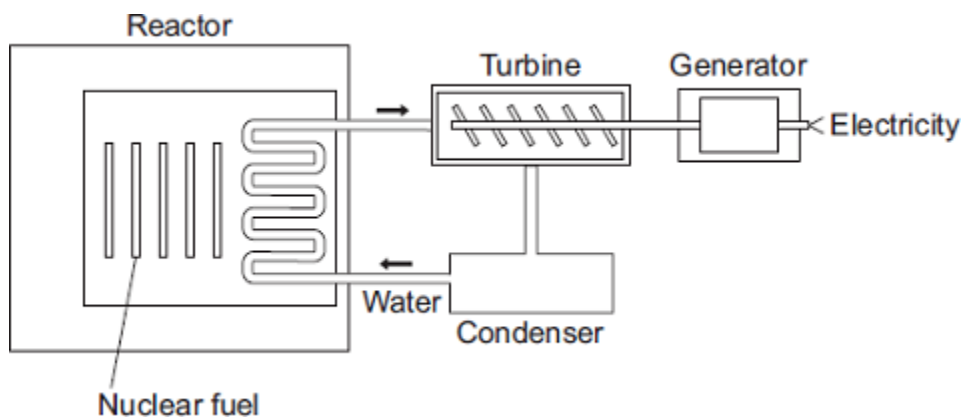 Reactor
Turbine
Generator
Electricity
Water
Condenser
Nuclear fuel